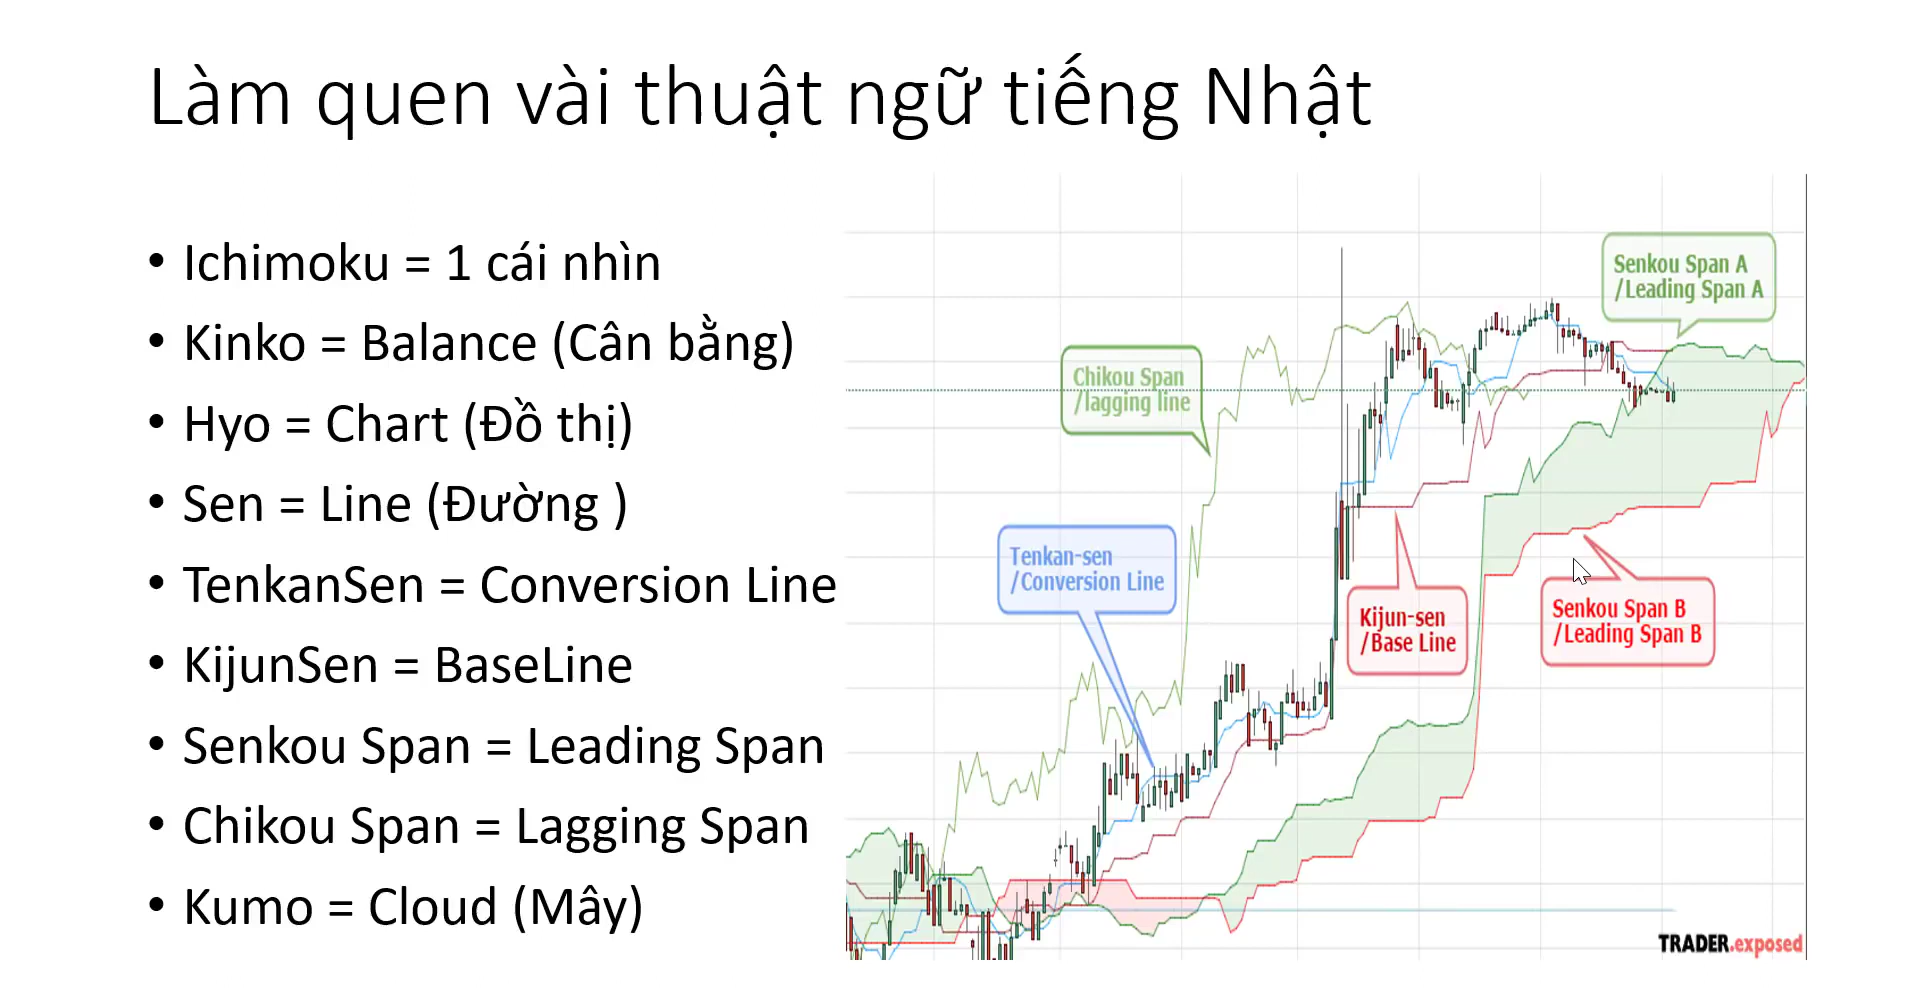 Làm quen vài thuật ngữ tiếng Nhật
• Ichimoku = 1 cái nhìn
• Kinko = Balance (Cân bằng)
• Hyo = Chart (Đồ thị)
• Sen = Line (Đường )
• TenkanSen = Conversion Line
• KijunSen = BaseLine
• Senkou Span = Leading Span
• Chikou Span = Lagging Span
• Kumo = Cloud (Mây)
Senkou Span A
/Leading Span A
Chikou Span
/lagging line
Tenkan-sen
/Conversion Line
Kijun-sen
/Base Line
Senkou Span B
/Leading Span B
TRADER.exposed